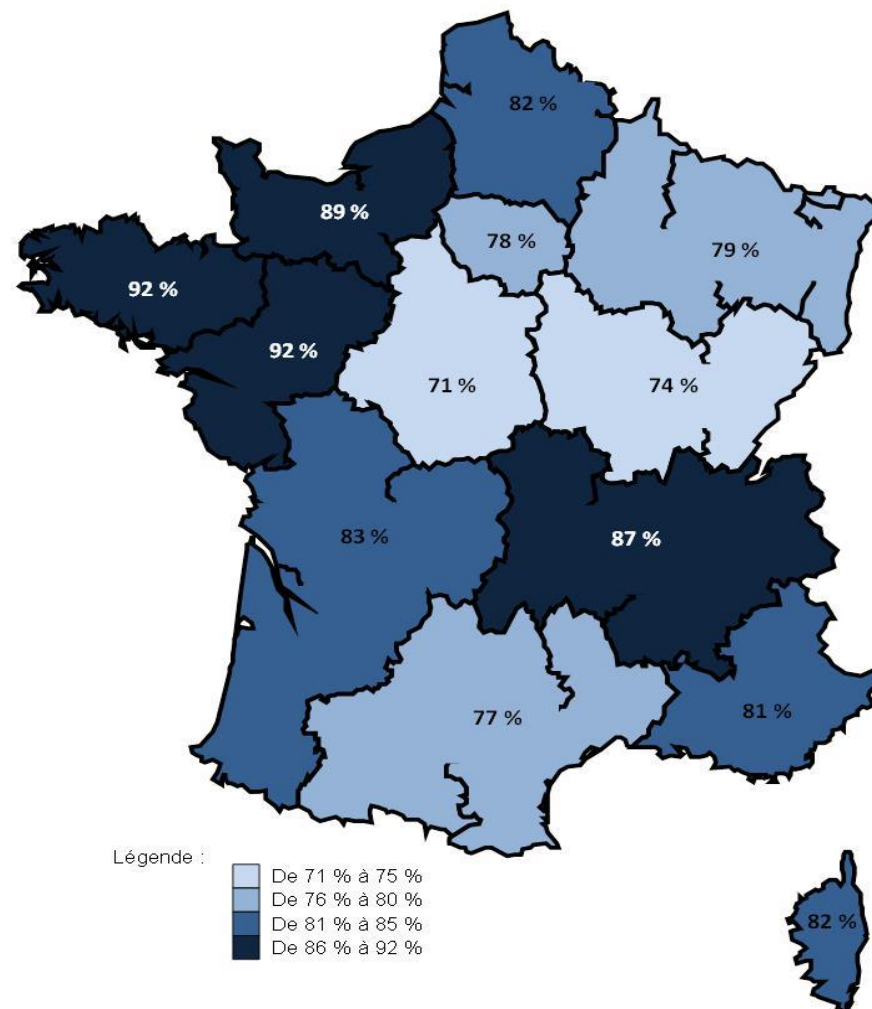 82 %
89 %
78 %
79 %
92 %
92 %
71 %
74 %
83 %
87 %
77 %
81 %
Légende :
De 71 % à 75 %
De 76 % à 80 %
De 81 % à 85 %
De 86 % à 92 %
82 %